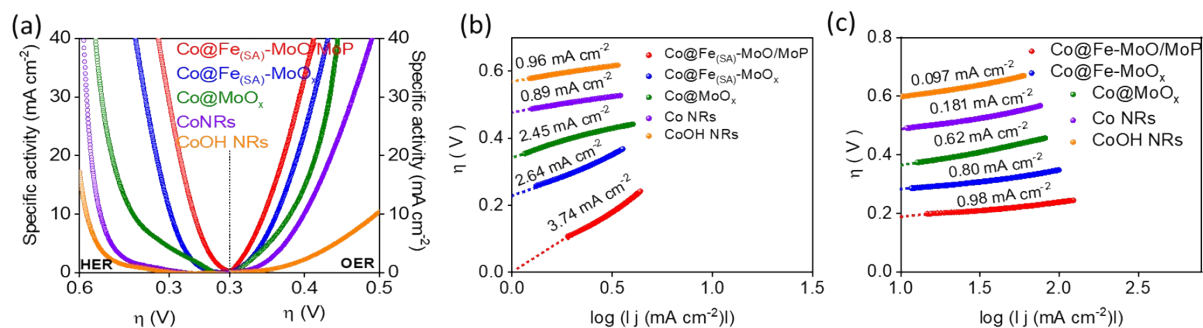 (a)
Specific activity (mA cm-2)
40
30
20
10
0
Co@Fe(SA)-MoO/MoP
Co@Fe(SA)-MoOx
Co@MoOx
CoNRs
CoOH NRs
HER
OER
40
30
20
10
0
Specific activity (mA cm-2)
0.6 0.3 0.3 0.4 0.5
η (V) η (V)
(b)
η ( V )
0.6
0.4
0.2
0.0
0.96 mA cm-2
0.89 mA cm-2
2.45 mA cm-2
2.64 mA cm-2
3.74 mA cm-2
Co@Fe(SA)-MoO/MoP
Co@Fe(SA)-MoOx
Co@MoOx
Co NRs
CoOH NRs
0.0 0.5 1.0 1.5
log (| j (mA cm-2)|)
(c)
η ( V )
0.8
0.6
0.4
0.2
0.0
0.097 mA cm-2
0.181 mA cm-2
0.62 mA cm-2
0.80 mA cm-2
0.98 mA cm-2
Co@Fe-MoO/MoP
Co@Fe-MoOx
Co@MoOx
Co NRs
CoOH NRs
1.0 1.5 2.0 2.5
log (| j (mA cm-2)|)